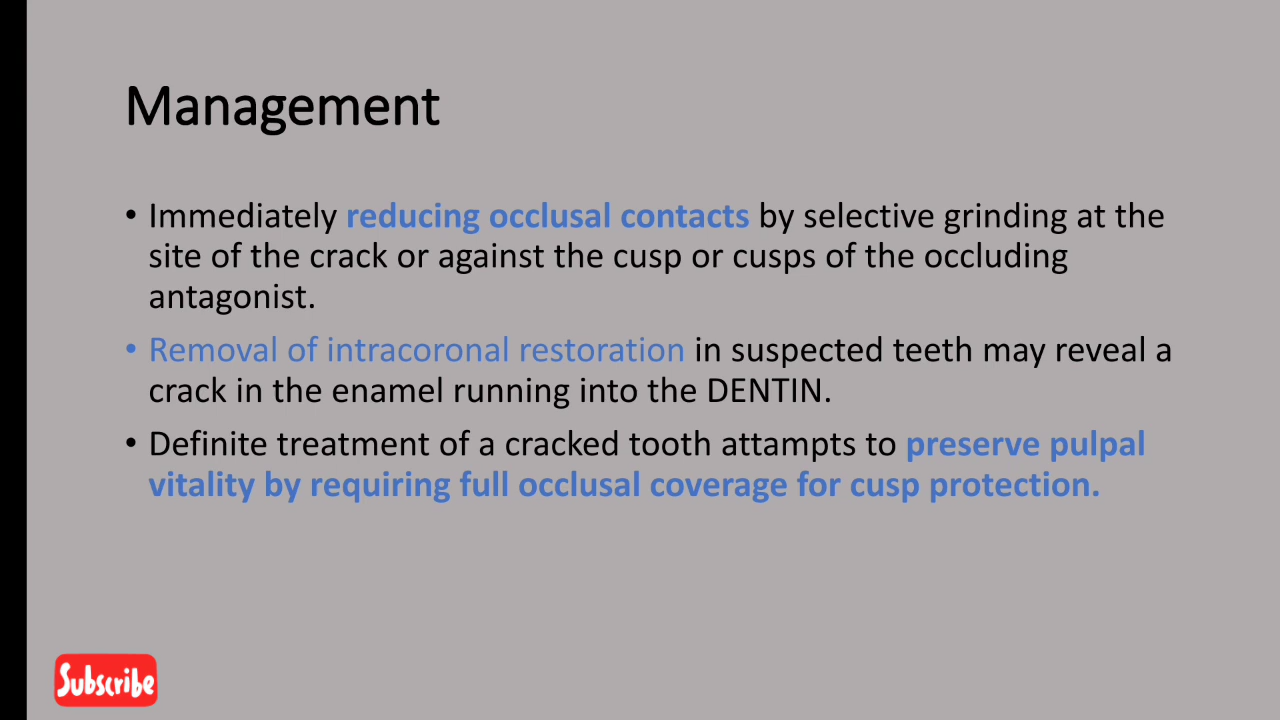 Management
• Immediately reducing occlusal contacts by selective grinding at the
site of the crack or against the cusp or cusps of the occluding
antagonist.
• Removal of intracoronal restoration in suspected teeth may reveal a
crack in the enamel running into the DENTIN.
• Definite treatment of a cracked tooth attampts to preserve pulpal
vitality by requiring full occlusal coverage for cusp protection.
Subscribe